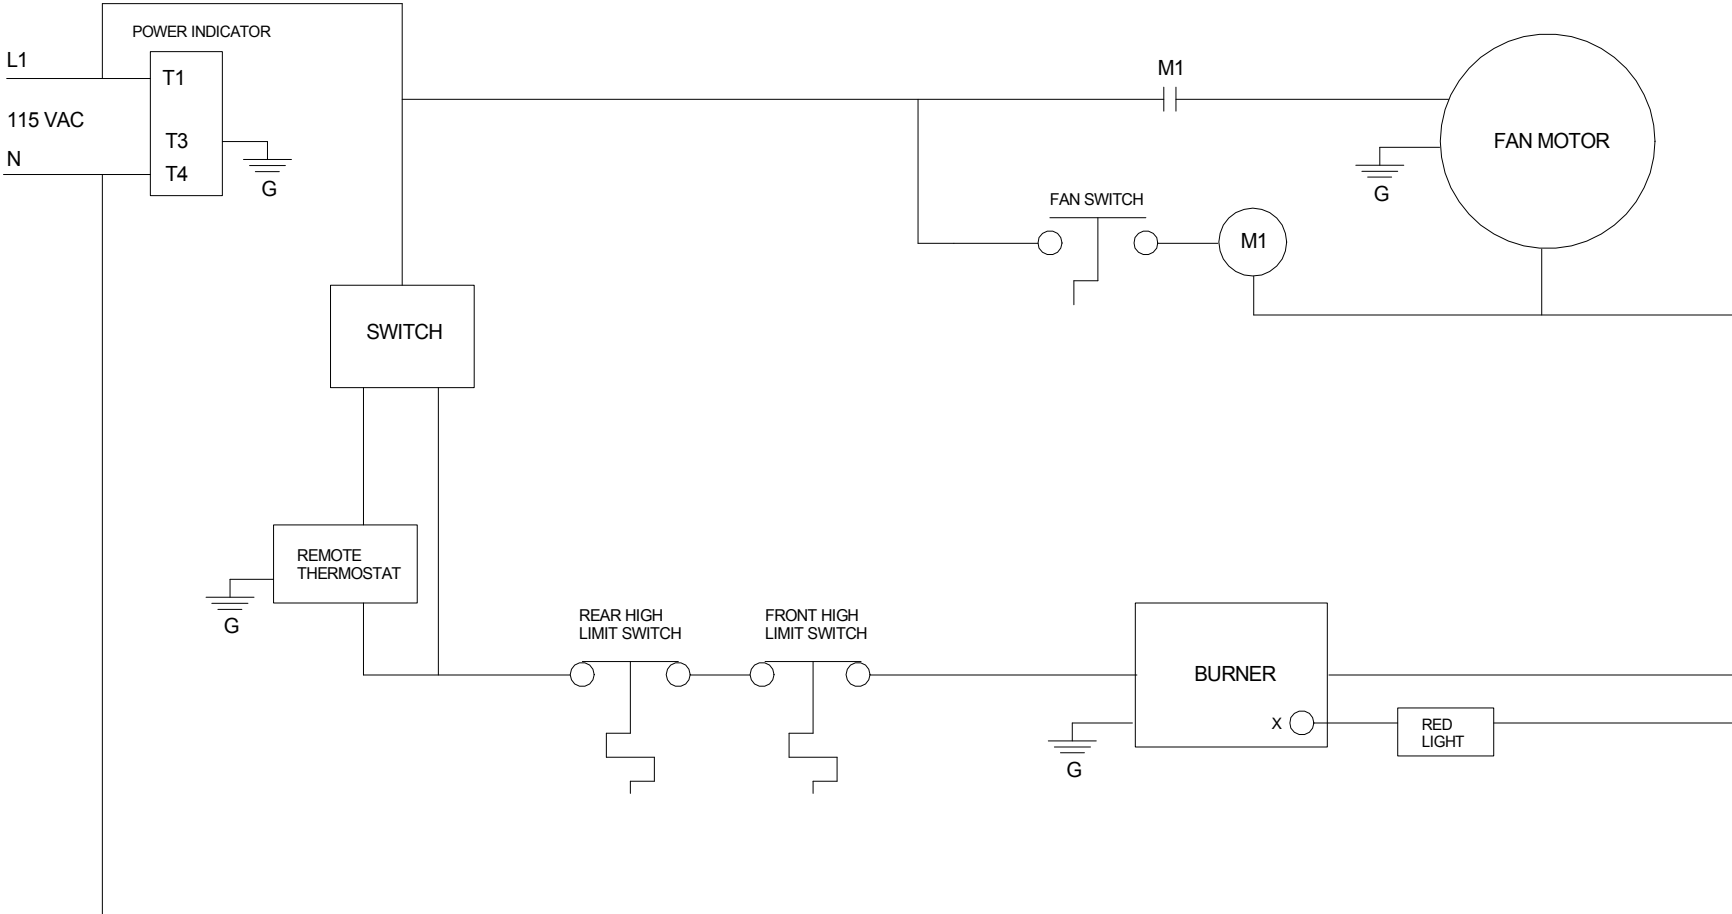 POWER INDICATOR
L1
T1
115 VAC
T3
N
T4
G
M1
FAN MOTOR
G
FAN SWITCH
M1
SWITCH
REMOTE
THERMOSTAT
G
REAR HIGH
LIMIT SWITCH
FRONT HIGH
LIMIT SWITCH
BURNER
X
RED
LIGHT
G